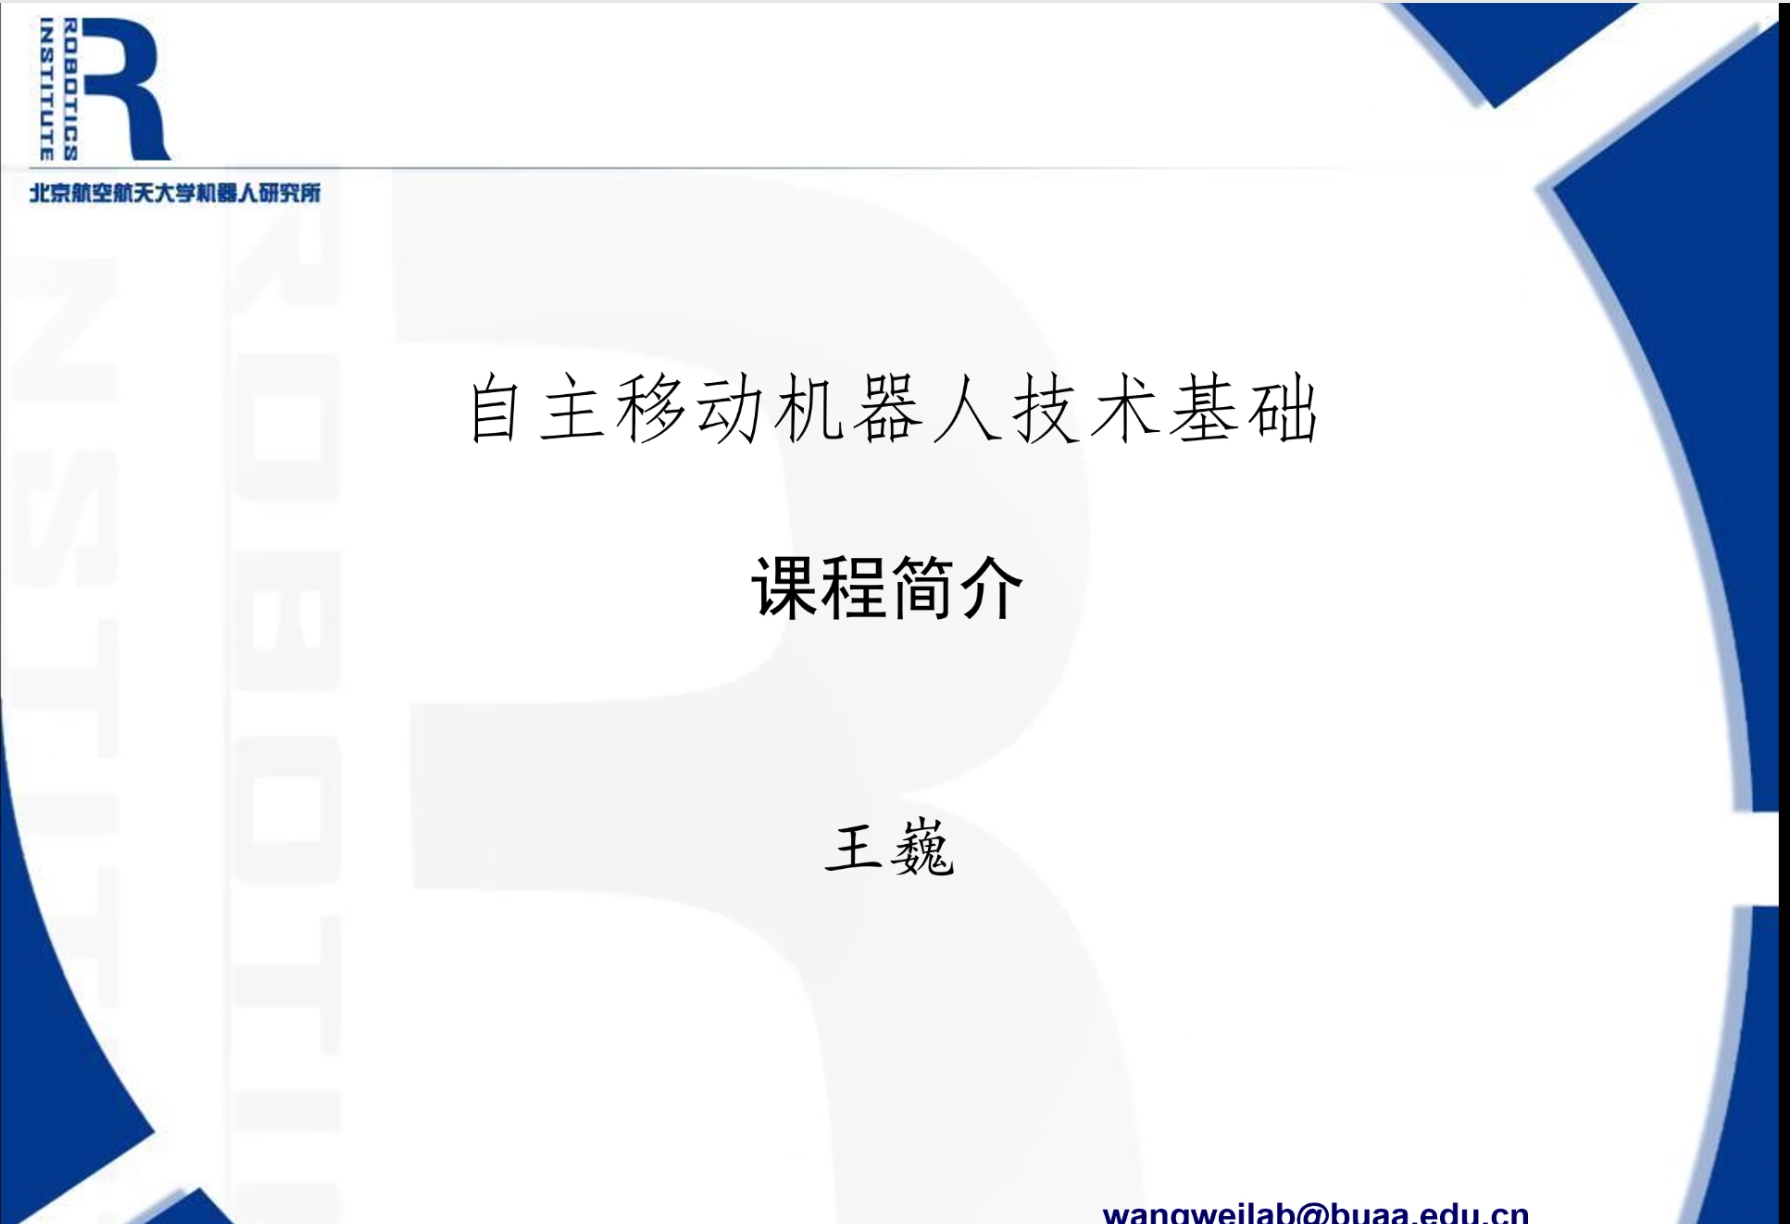 ROBOTICS
INSTITUTE
R
北京航空航天大学机器人研究所
自主移动机器人技术基础
课程简介
王巍
wangweilab@buaa.edu.cn